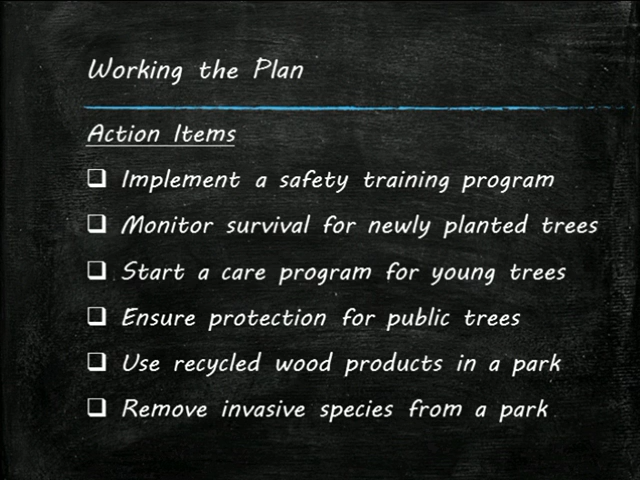 Working the Plan
Action Items
❑ Implement a safety training program
❑ Monitor survival for newly planted trees
❑ Start a care program for young trees
❑ Ensure protection for public trees
❑ Use recycled wood products in a park
❑ Remove invasive species from a park